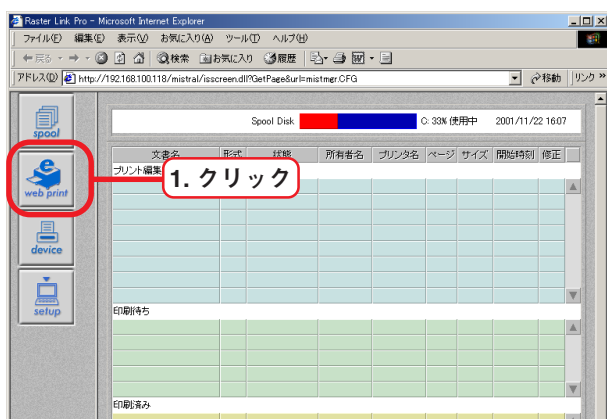 Raster Link Pro - Microsoft Internet Explorer
ファイル(F) 編集(E) 表示(V) お気に入り(A) ツール(T) ヘルプ(H)
戻る 検索 お気に入り 履歴
アドレス(D) http://192.168.100.118/mistral/isscreen.dll?GetPage&url=mistmgr.CFG 移動 リンク »
spool
Spool Disk C: 33% 使用中 2001/11/22 16:07
文書名 形式 状態 所有者名 プリンタ名 ページ サイズ 開始時刻 修正
プリント編集
1. クリック
web print
device
setup
印刷待ち
印刷済み